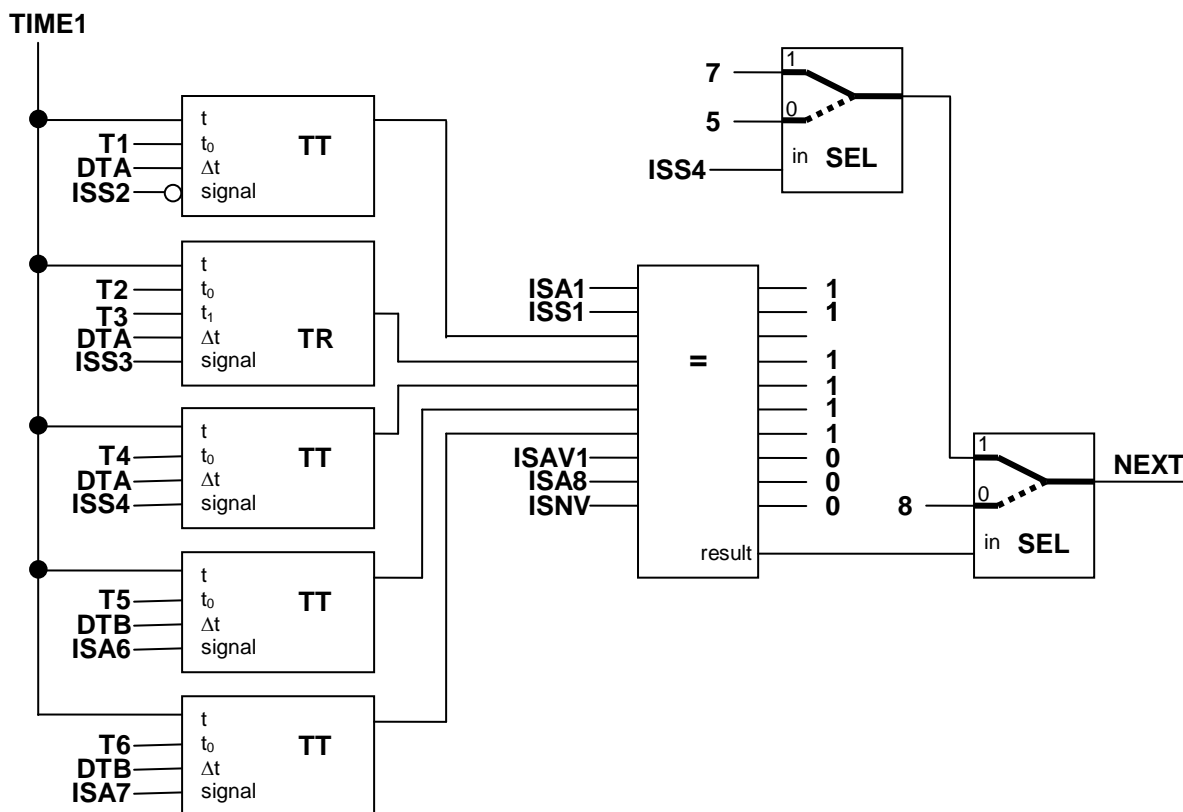 TIME1
t
T1 t0 TT
DTA Δt
ISS2 signal
t
T2 t0
T3 t1
DTA Δt TR
ISS3 signal
t
T4 t0 TT
DTA Δt
ISS4 signal
t
T5 t0 TT
DTB Δt
ISA6 signal
t
T6 t0 TT
DTB Δt
ISA7 signal
7 1
5 0
ISS4 in SEL
ISA1 1
ISS1 1
= 1
1
1
1
ISAV1 0
ISA8 0
ISNV 0
result
1
8 0
in SEL
NEXT